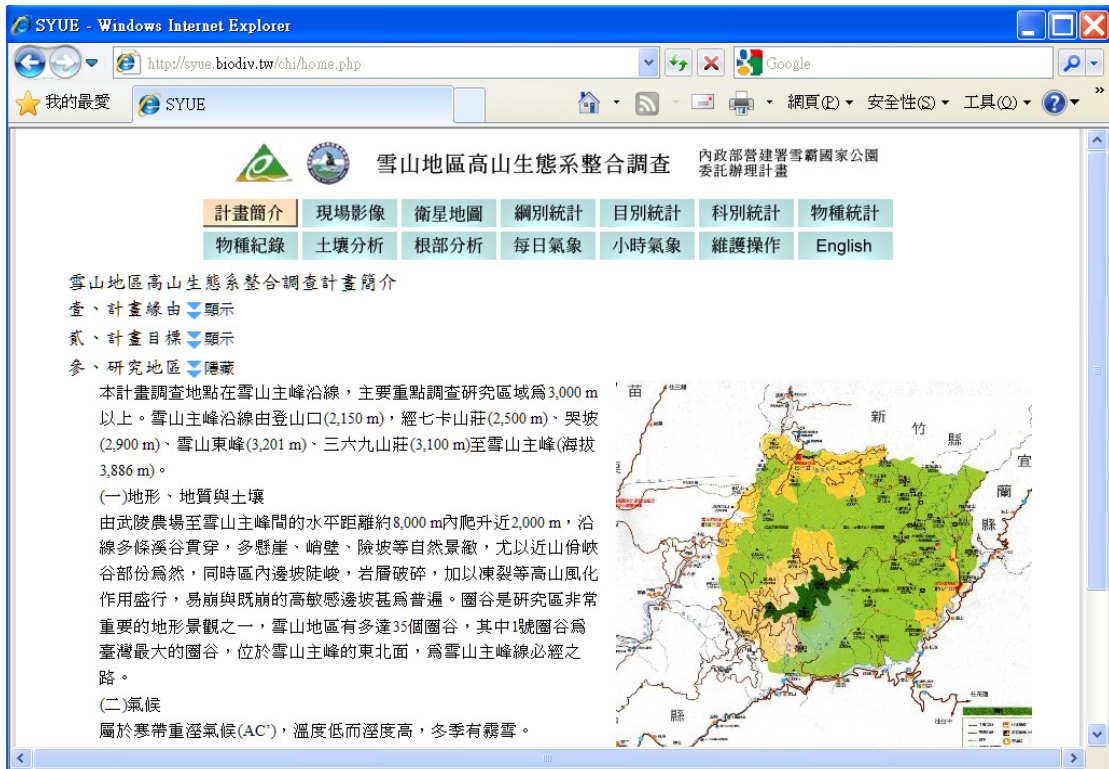 SYUE - Windows Internet Explorer
http://syue.biodiv.tw/chi/home.php
Google
我的最愛
SYUE
網頁(P)
安全性(S)
工具(O)
»
雪山地區高山生態系整合調查
內政部營建署雪霸國家公園
委託辦理計畫
計畫簡介 現場影像 衛星地圖 綱別統計 目別統計 科別統計 物種統計
物種紀錄 土壤分析 根部分析 每日氣象 小時氣象 維護操作 English
雪山地區高山生態系整合調查計畫簡介
壹、計畫緣由 顯示
貳、計畫目標 顯示
參、研究地區 隱藏
本計畫調查地點在雪山主峰沿線，主要重點調查研究區域為3,000 m
以上。雪山主峰沿線由登山口(2,150 m)，經七卡山莊(2,500 m)、哭坡
(2,900 m)、雪山東峰(3,201 m)、三六九山莊(3,100 m)至雪山主峰(海拔
3,886 m)。
(一)地形、地質與土壤
由武陵農場至雪山主峰間的水平距離約8,000 m內爬升近2,000 m，沿
線多條溪谷貫穿，多懸崖、峭壁、險坡等自然景緻，尤以近山佾峽
谷部份為然，同時區內邊坡陡峻，岩層破碎，加以凍裂等高山風化
作用盛行，易崩與既崩的高敏感邊坡甚為普遍。圈谷是研究區非常
重要的地形景觀之一，雪山地區有多達35個圈谷，其中1號圈谷為
臺灣最大的圈谷，位於雪山主峰的東北面，為雪山主峰線必經之
路。
(二)氣候
屬於寒帶重溼氣候(AC’)，溫度低而溼度高，冬季有霧雪。
苗
新
竹
縣
宜
蘭
縣
縣